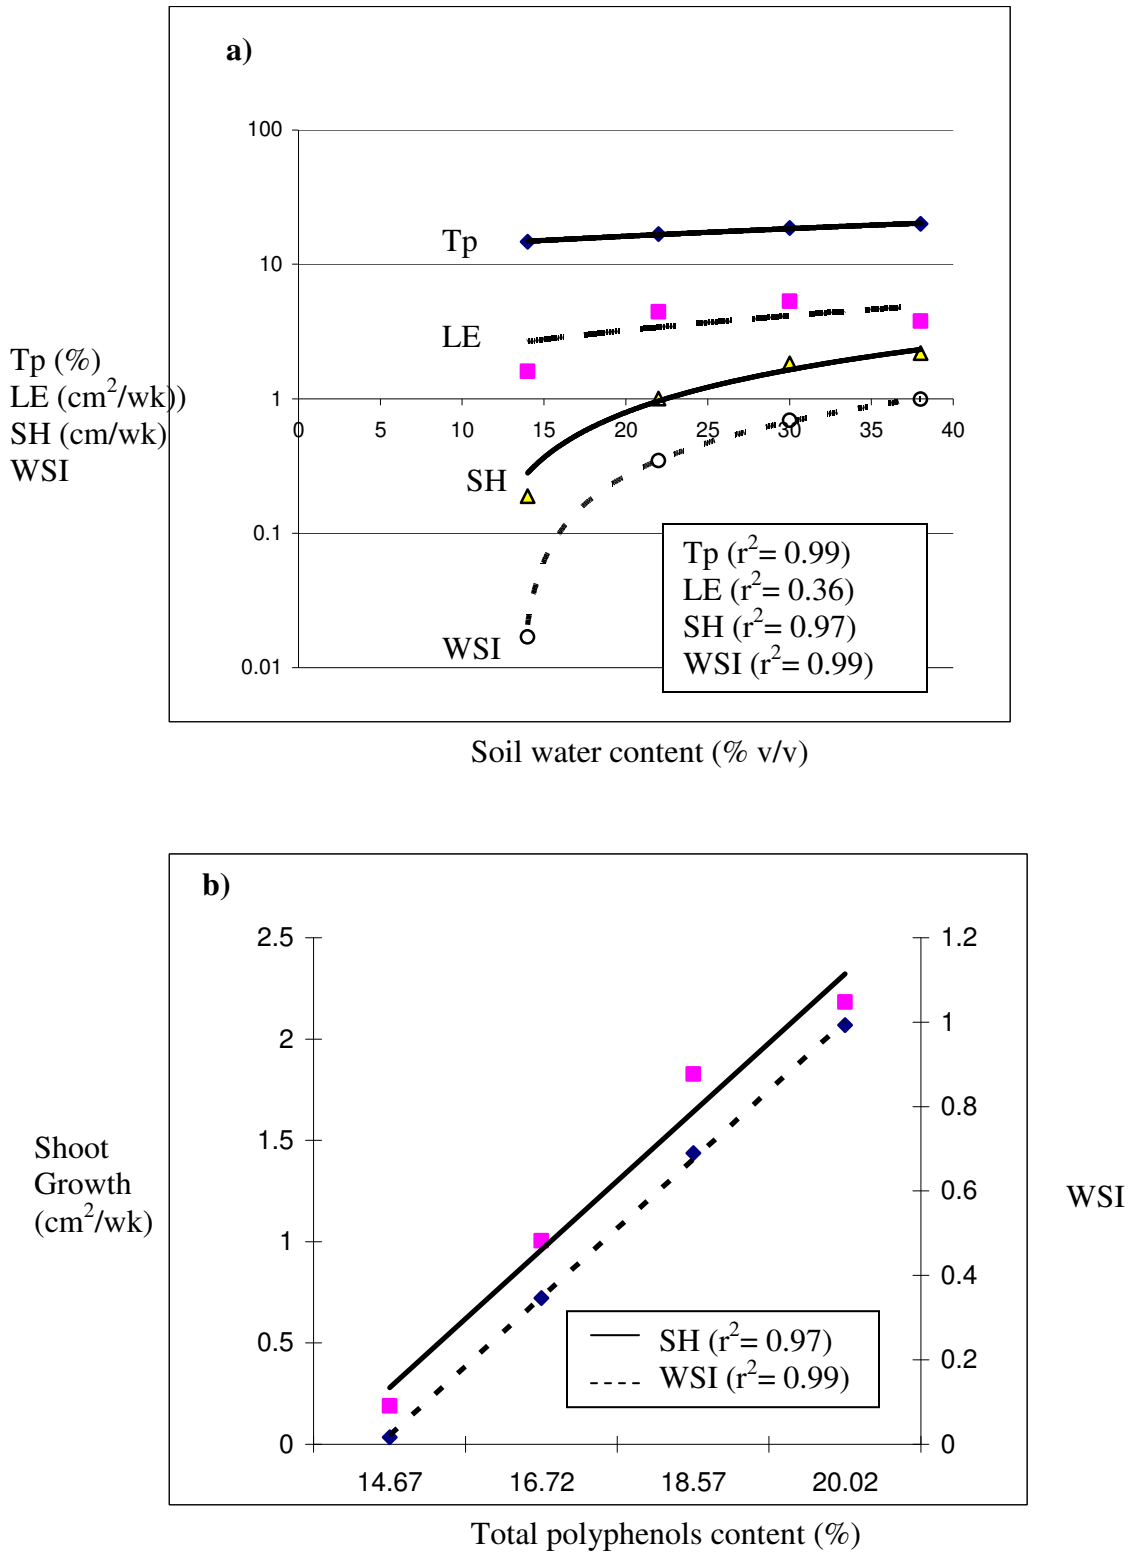 a)
100
10
1
0.1
0.01
0 5 10 15 20 25 30 35 40
Tp
LE
SH
WSI
Tp (%)
LE (cm²/wk))
SH (cm/wk)
WSI
Tp (r²= 0.99)
LE (r²= 0.36)
SH (r²= 0.97)
WSI (r²= 0.99)
Soil water content (% v/v)
b)
2.5
2
1.5
1
0.5
0
1.2
1
0.8
0.6
0.4
0.2
0
Shoot
Growth
(cm²/wk)
WSI
SH (r²= 0.97)
WSI (r²= 0.99)
14.67 16.72 18.57 20.02
Total polyphenols content (%)